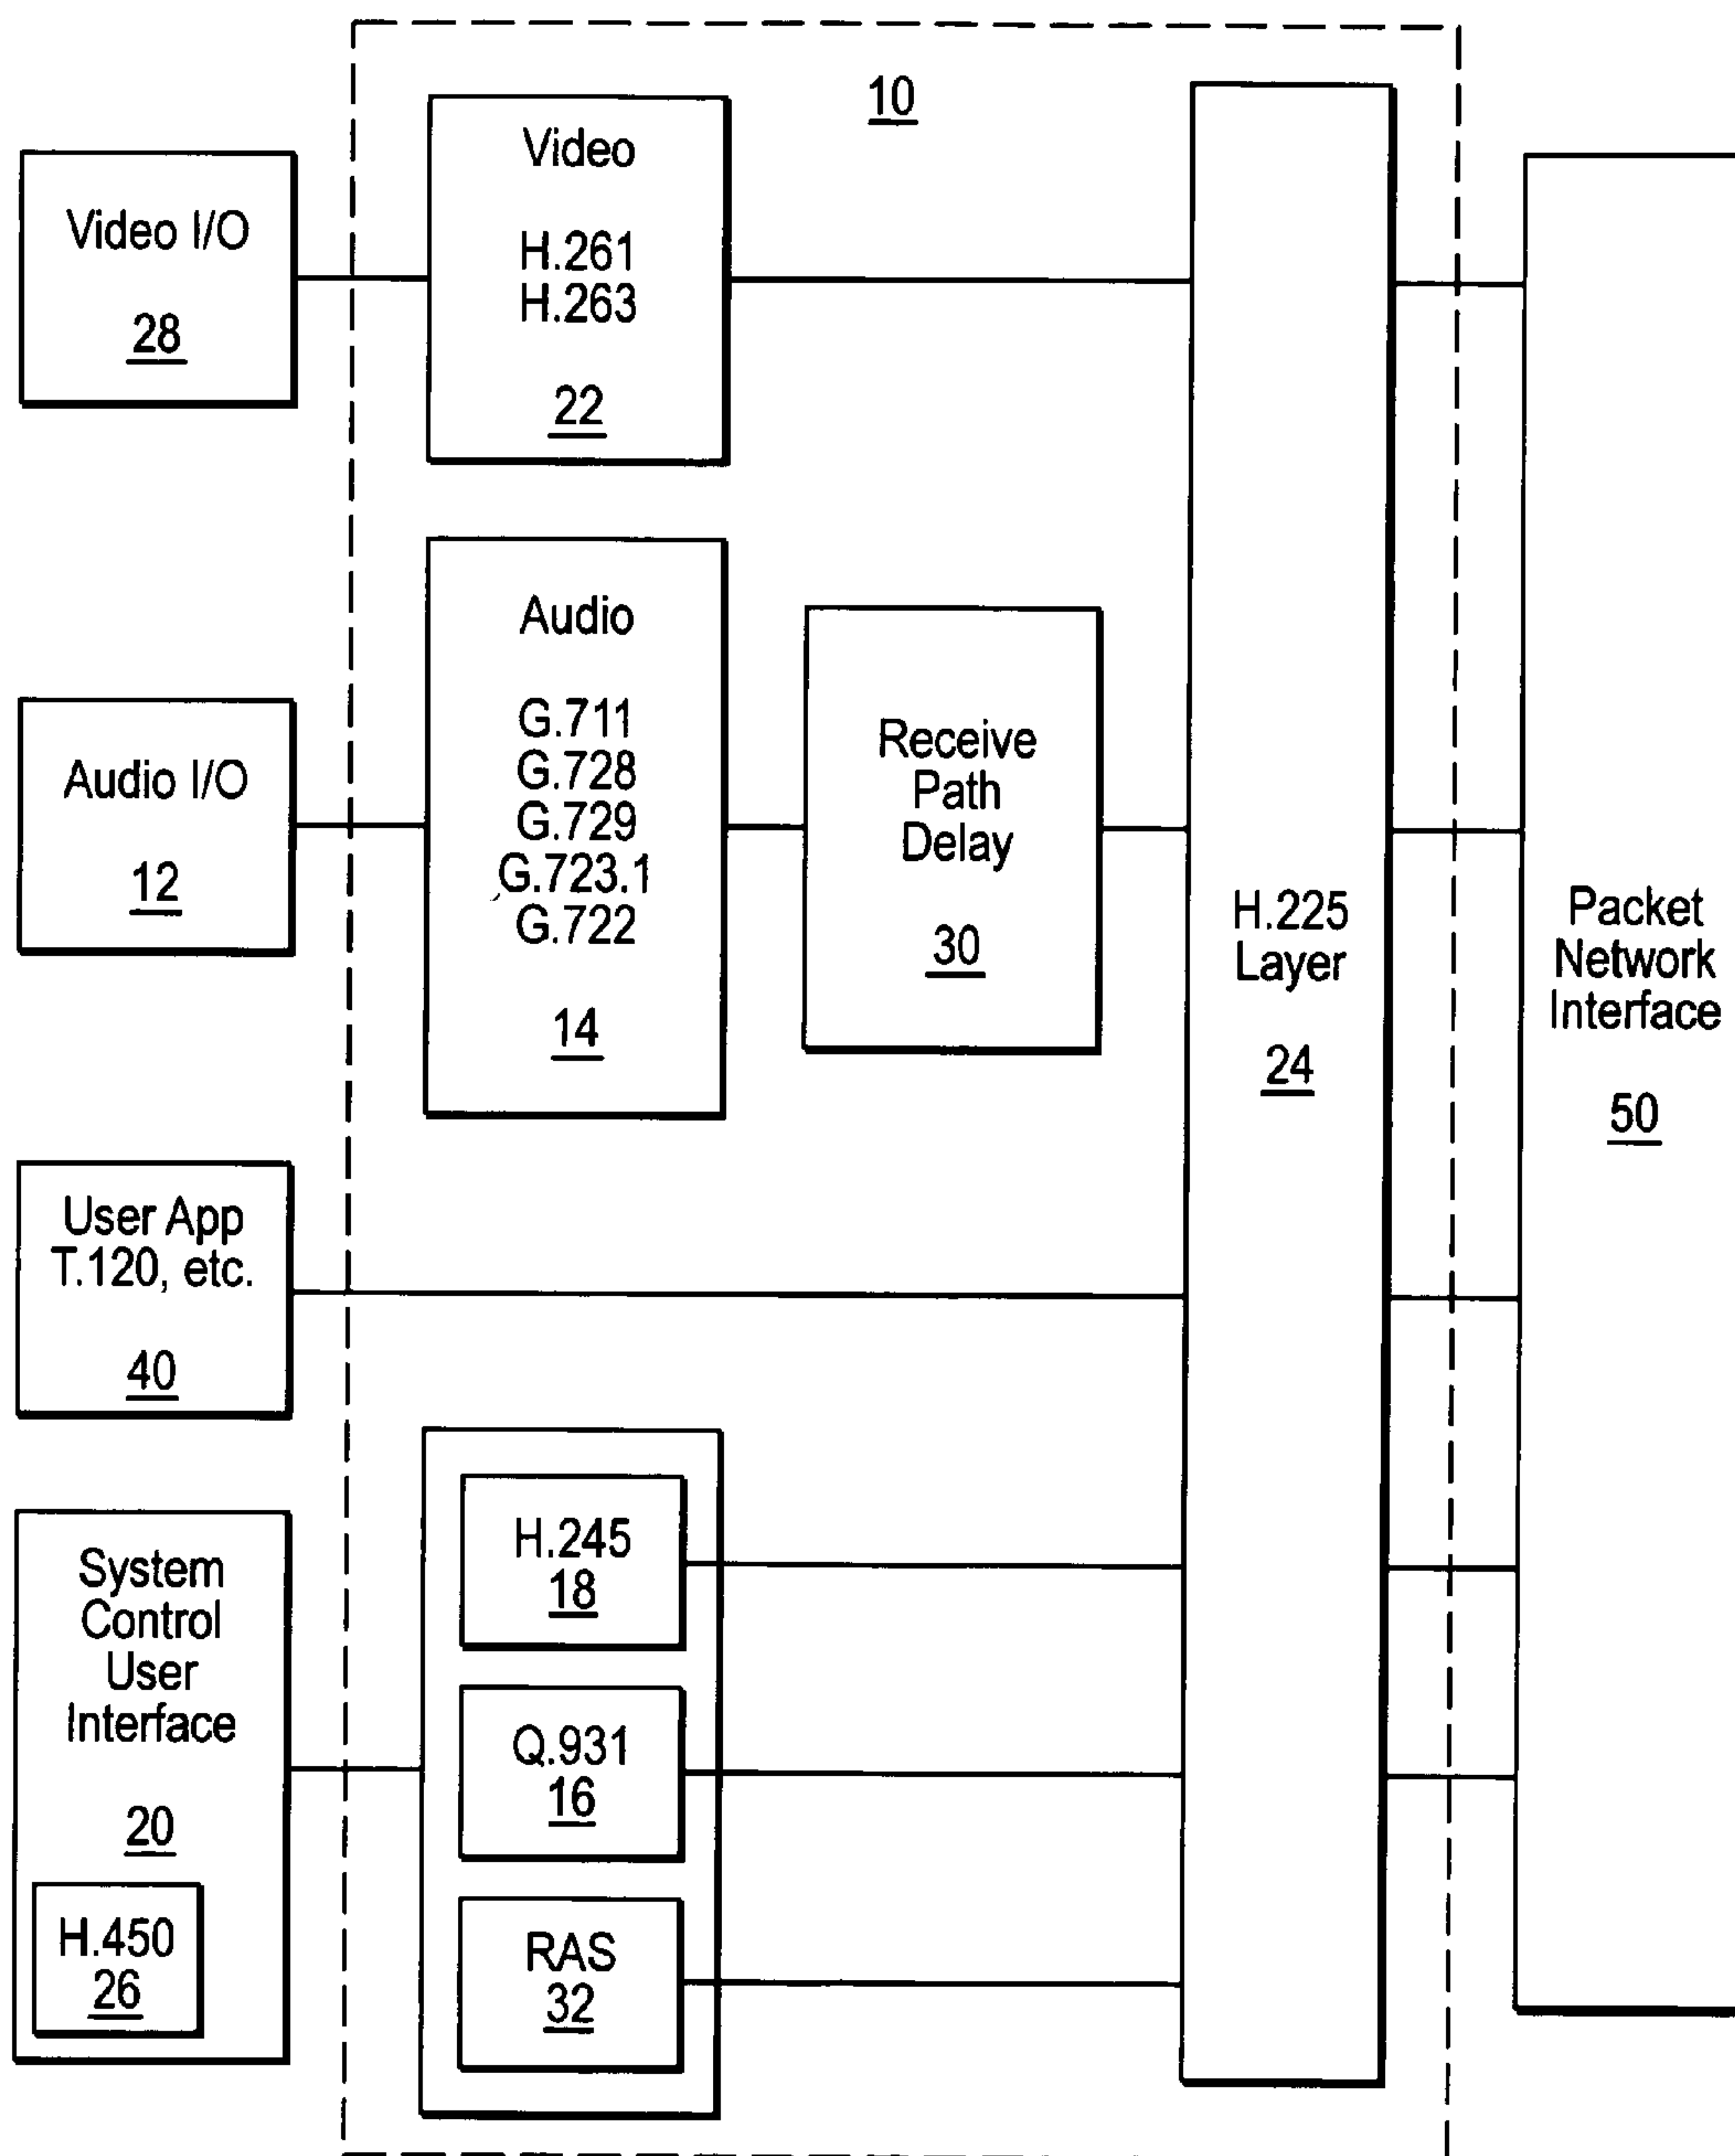 10
Video I/O
28
Video
H.261
H.263
22
Audio I/O
12
Audio
G.711
G.728
G.729
G.723.1
G.722
14
Receive
Path
Delay
30
H.225
Layer
24
Packet
Network
Interface
50
User App
T.120, etc.
40
System
Control
User
Interface
20
H.450
26
H.245
18
Q.931
16
RAS
32